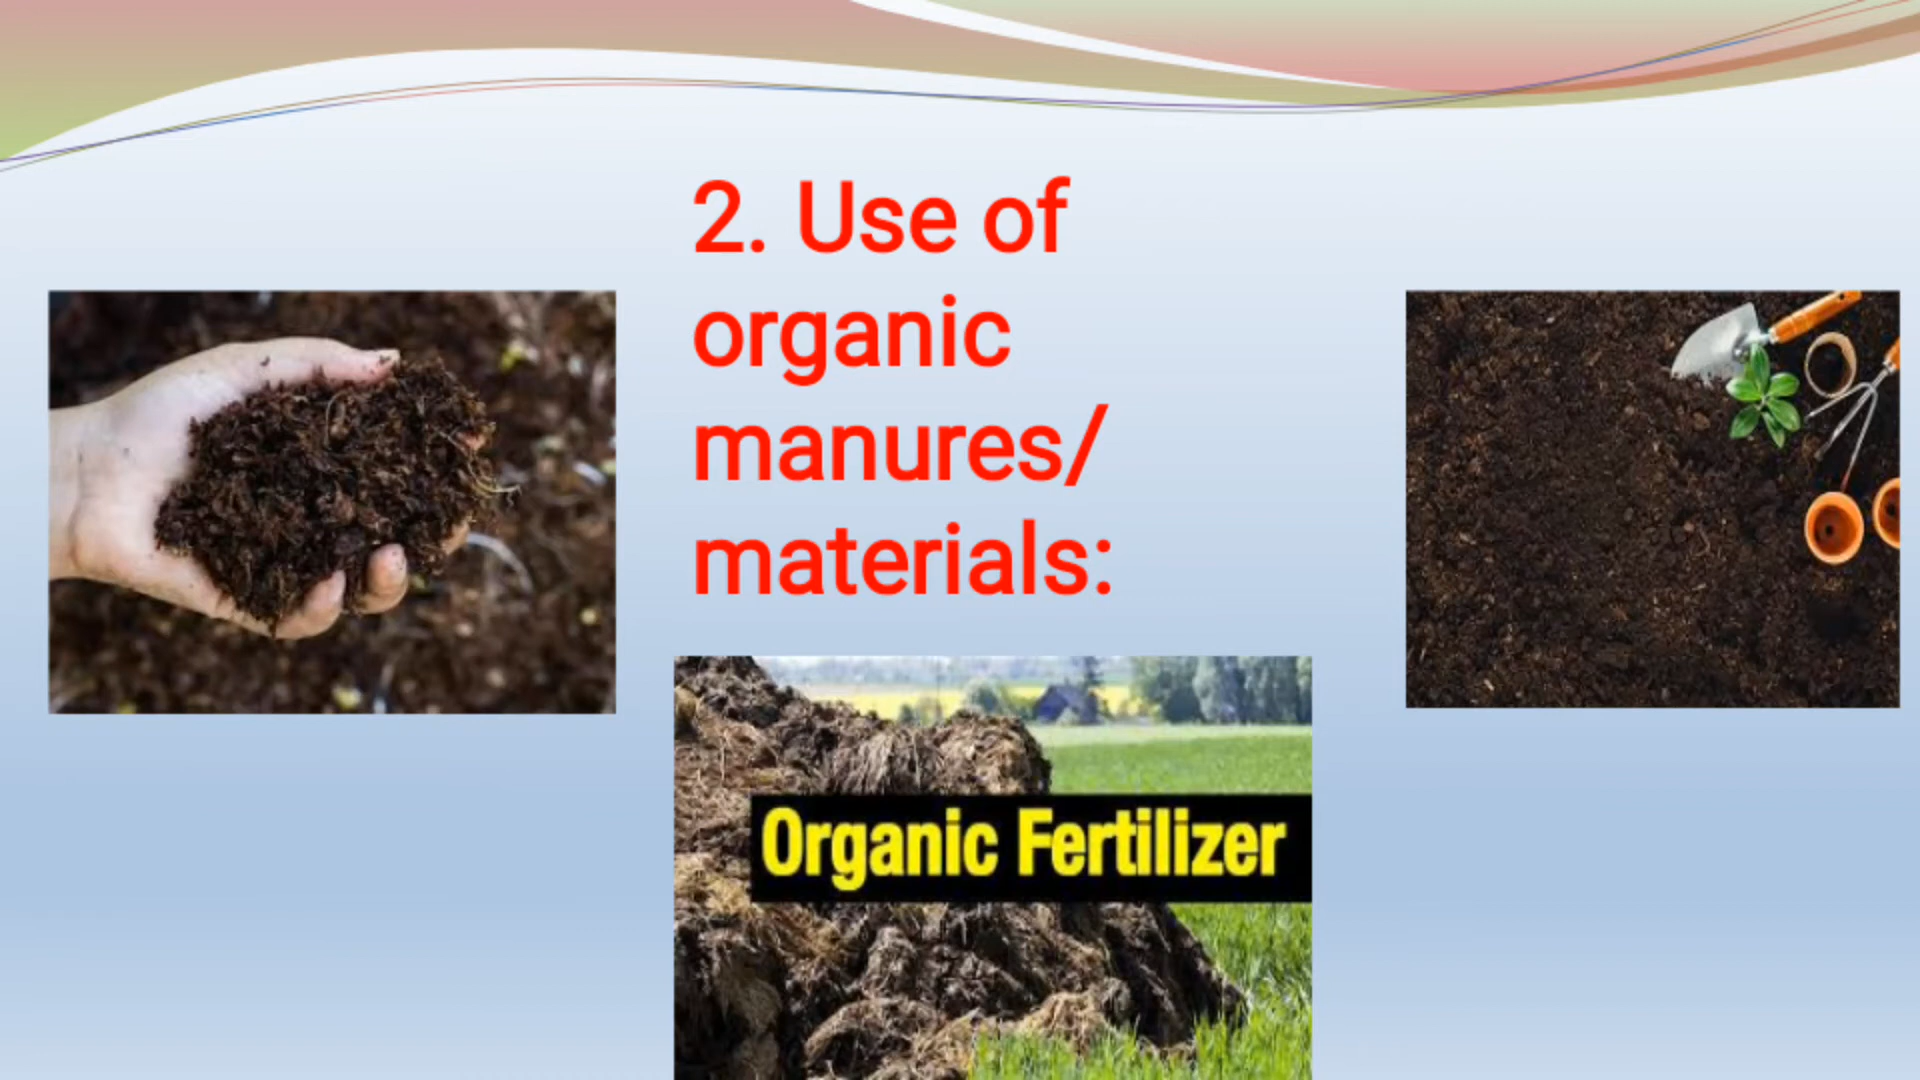 2. Use of
organic
manures/
materials:
Organic Fertilizer